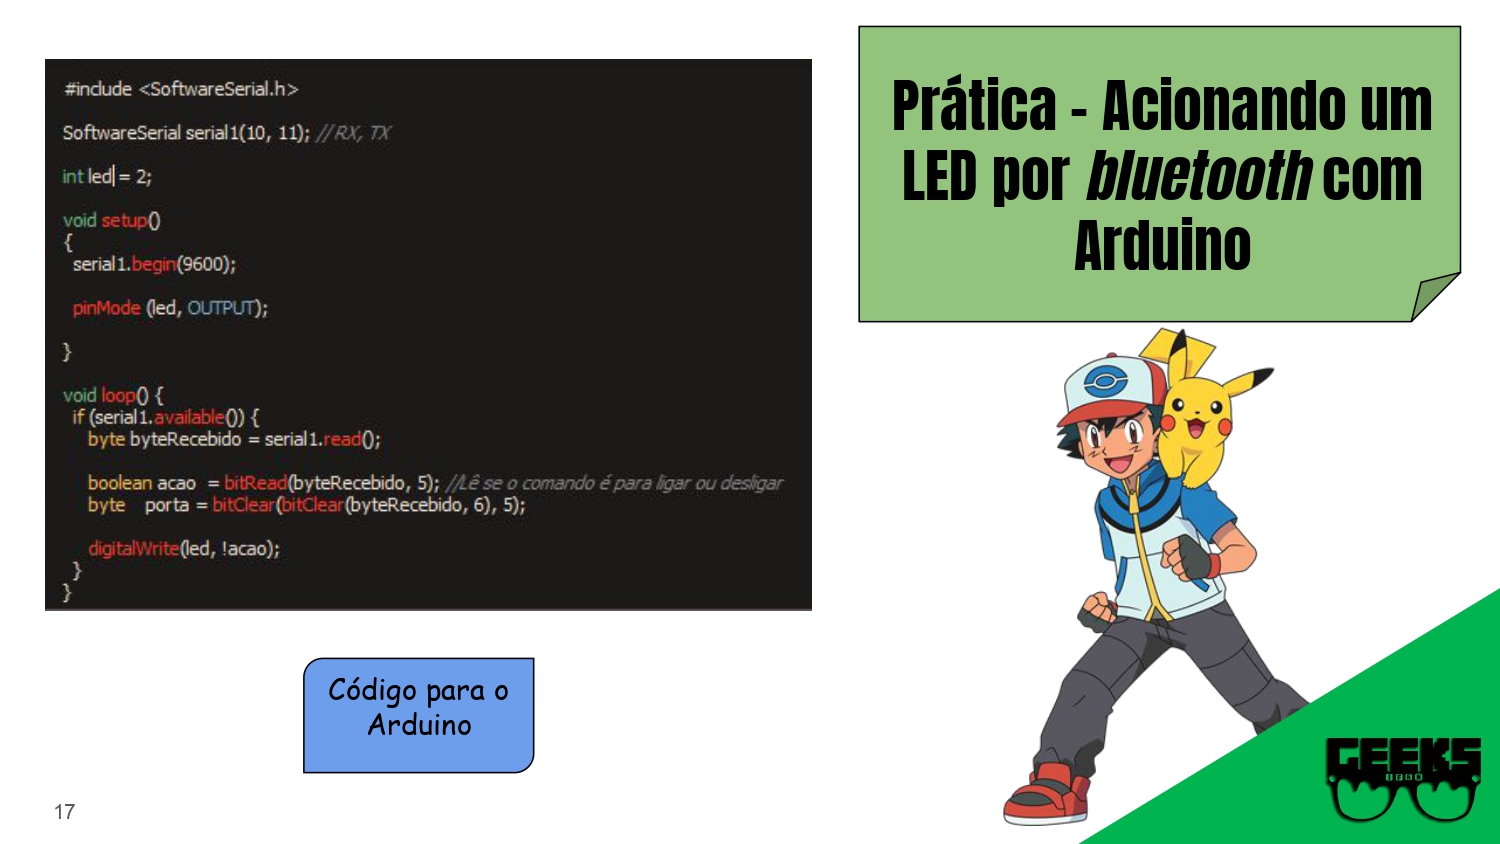 #include <SoftwareSerial.h>
SoftwareSerial serial1(10, 11); //RX, TX
int led = 2;
void setup()
{
serial1.begin(9600);
pinMode (led, OUTPUT);
}
void loop() {
if (serial1.available()) {
byte byteRecebido = serial1.read();
boolean acao  = bitRead(byteRecebido, 5); //Lê se o comando é para ligar ou desligar
byte    porta = bitClear(bitClear(byteRecebido, 6), 5);
digitalWrite(led, !acao);
}
}
Código para o
Arduino
17
Prática - Acionando um
LED por bluetooth com
Arduino
GEEKS
IFRN